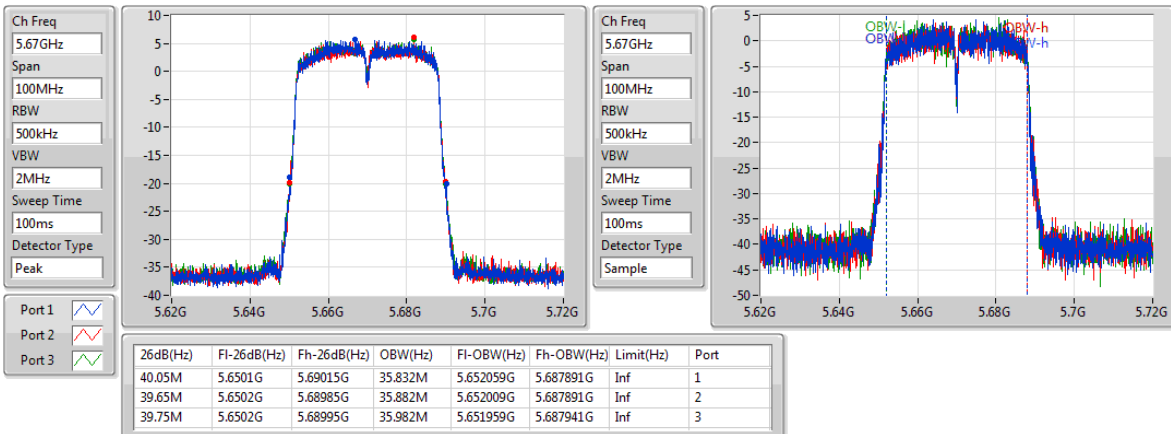 Ch Freq
5.67GHz
Span
100MHz
RBW
500kHz
VBW
2MHz
Sweep Time
100ms
Detector Type
Peak
Port 1
Port 2
Port 3
10
5
0
-5
-10
-15
-20
-25
-30
-35
-40
5.62G 5.64G 5.66G 5.68G 5.7G 5.72G
Ch Freq
5.67GHz
Span
100MHz
RBW
500kHz
VBW
2MHz
Sweep Time
100ms
Detector Type
Sample
5
0
-5
-10
-15
-20
-25
-30
-35
-40
-45
-50
OBW-l OBW-h
5.62G 5.64G 5.66G 5.68G 5.7G 5.72G
26dB(Hz) Fl-26dB(Hz) Fh-26dB(Hz) OBW(Hz) Fl-OBW(Hz) Fh-OBW(Hz) Limit(Hz) Port
40.05M 5.6501G 5.69015G 35.832M 5.652059G 5.687891G Inf 1
39.65M 5.6502G 5.68985G 35.882M 5.652009G 5.687891G Inf 2
39.75M 5.6502G 5.68995G 35.982M 5.651959G 5.687941G Inf 3